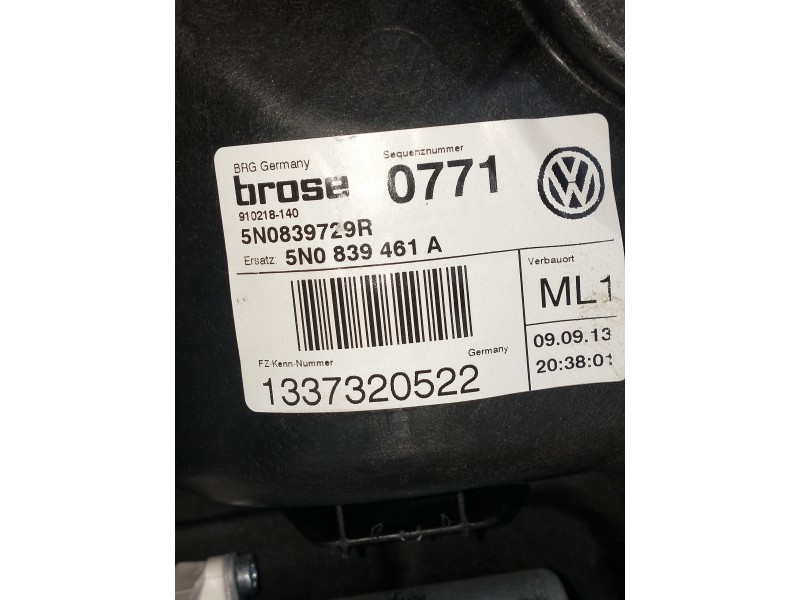 BRG Germany
Sequenznummer
brose 0771
910218-140
5N0839729R
Ersatz: 5N0 839 461 A
Verbauort
ML1
09.09.13
20:38:01
FZ-Kenn-Nummer
Germany
1337320522